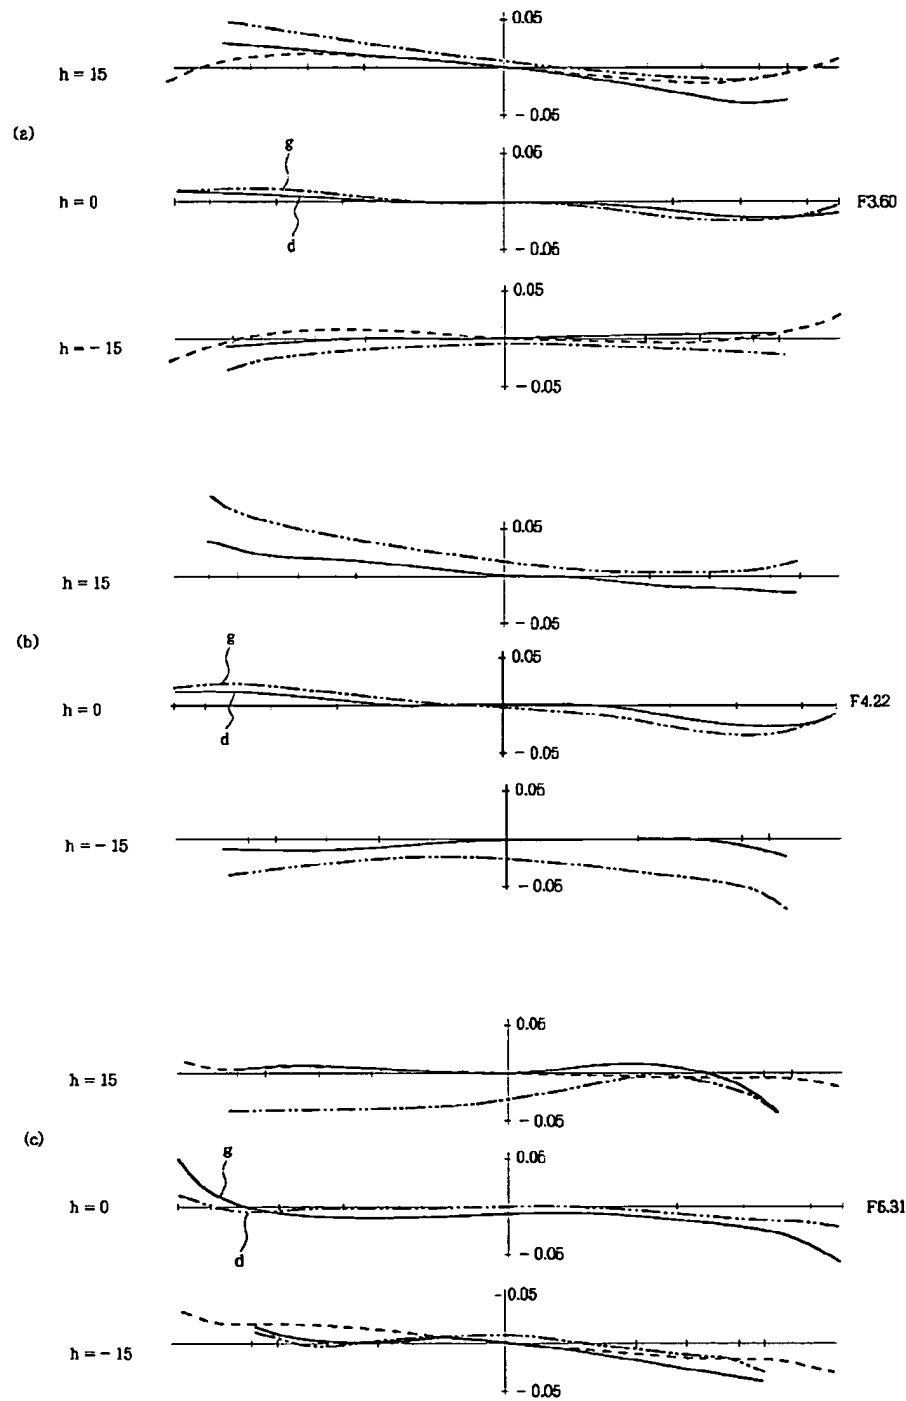 0.05
h = 15
- 0.05
(a)
0.05
g
h = 0
F3.60
d
- 0.05
0.05
h = - 15
- 0.05
0.05
h = 15
- 0.05
(b)
g
0.05
h = 0
F4.22
d
- 0.05
0.05
h = - 15
- 0.05
0.05
h = 15
- 0.05
(c)
g
0.05
h = 0
F5.31
d
- 0.05
- 0.05
h = - 15
- 0.05